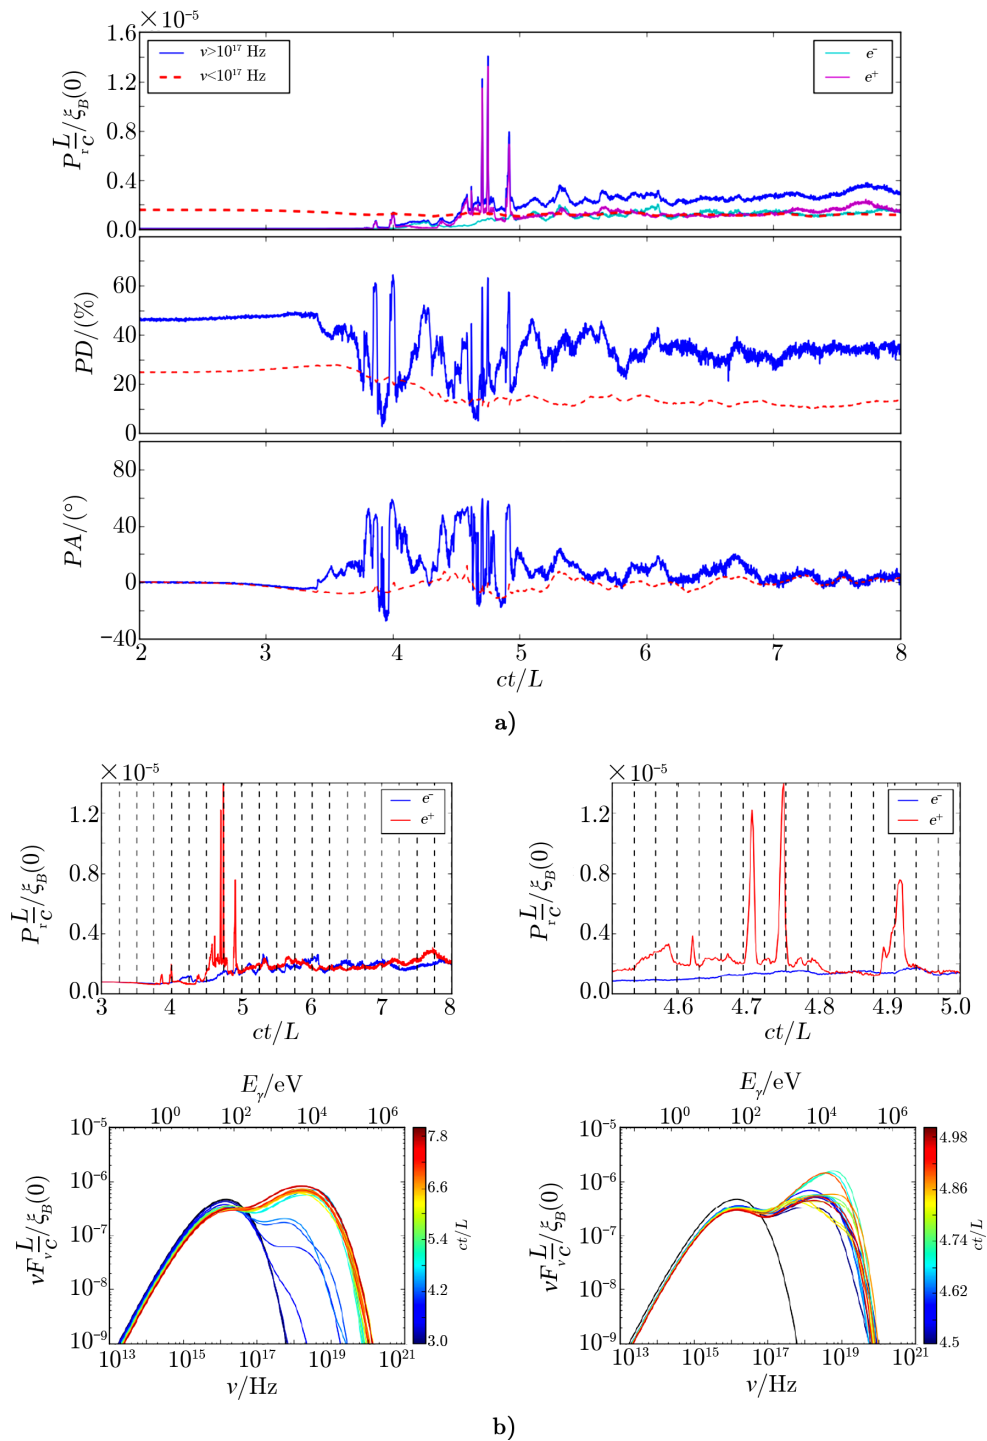 ×10⁻⁵
1.6
1.2
0.8
0.4
0.0
P_r L/C/ξ_B(0)
ν>10¹⁷ Hz
ν<10¹⁷ Hz
e⁻
e⁺
60
40
20
0
PD/(%)
80
40
0
−40
PA/(°)
2 3 4 5 6 7 8
ct/L
a)
×10⁻⁵
1.2
0.8
0.4
0.0
P_r L/C/ξ_B(0)
e⁻
e⁺
3 4 5 6 7 8
ct/L
×10⁻⁵
1.2
0.8
0.4
0.0
P_r L/C/ξ_B(0)
e⁻
e⁺
4.6 4.7 4.8 4.9 5.0
ct/L
E_γ/eV
10⁰ 10² 10⁴ 10⁶
10⁻⁵
10⁻⁶
10⁻⁷
10⁻⁸
10⁻⁹
νF_ν L/C/ξ_B(0)
10¹³ 10¹⁵ 10¹⁷ 10¹⁹ 10²¹
ν/Hz
7.8
6.6
5.4
4.2
3.0
ct/L
E_γ/eV
10⁰ 10² 10⁴ 10⁶
10⁻⁵
10⁻⁶
10⁻⁷
10⁻⁸
10⁻⁹
νF_ν L/C/ξ_B(0)
10¹³ 10¹⁵ 10¹⁷ 10¹⁹ 10²¹
ν/Hz
4.98
4.86
4.74
4.62
4.5
ct/L
b)